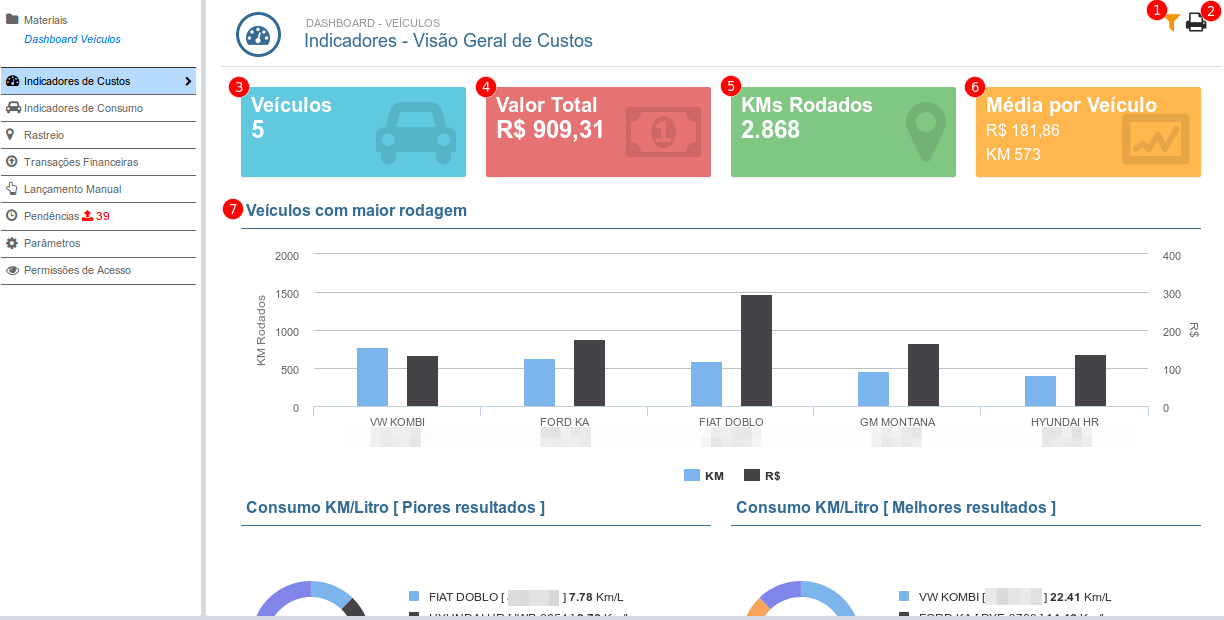 Materiais
Dashboard Veículos
Indicadores de Custos
Indicadores de Consumo
Rastreio
Transações Financeiras
Lançamento Manual
Pendências 39
Parâmetros
Permissões de Acesso
DASHBOARD - VEÍCULOS
Indicadores - Visão Geral de Custos
1 2
3 Veículos
5
4 Valor Total
R$ 909,31
1
5 KMs Rodados
2.868
6 Média por Veículo
R$ 181,86
KM 573
7 Veículos com maior rodagem
KM Rodados
2000
1500
1000
500
0
400
300
200
100
0
R$
VW KOMBI FORD KA FIAT DOBLO GM MONTANA HYUNDAI HR
KM R$
Consumo KM/Litro [ Piores resultados ]
FIAT DOBLO [ ] 7.78 Km/L
HYUNDAI HR [
Consumo KM/Litro [ Melhores resultados ]
VW KOMBI [ ] 22.41 Km/L
FORD KA [